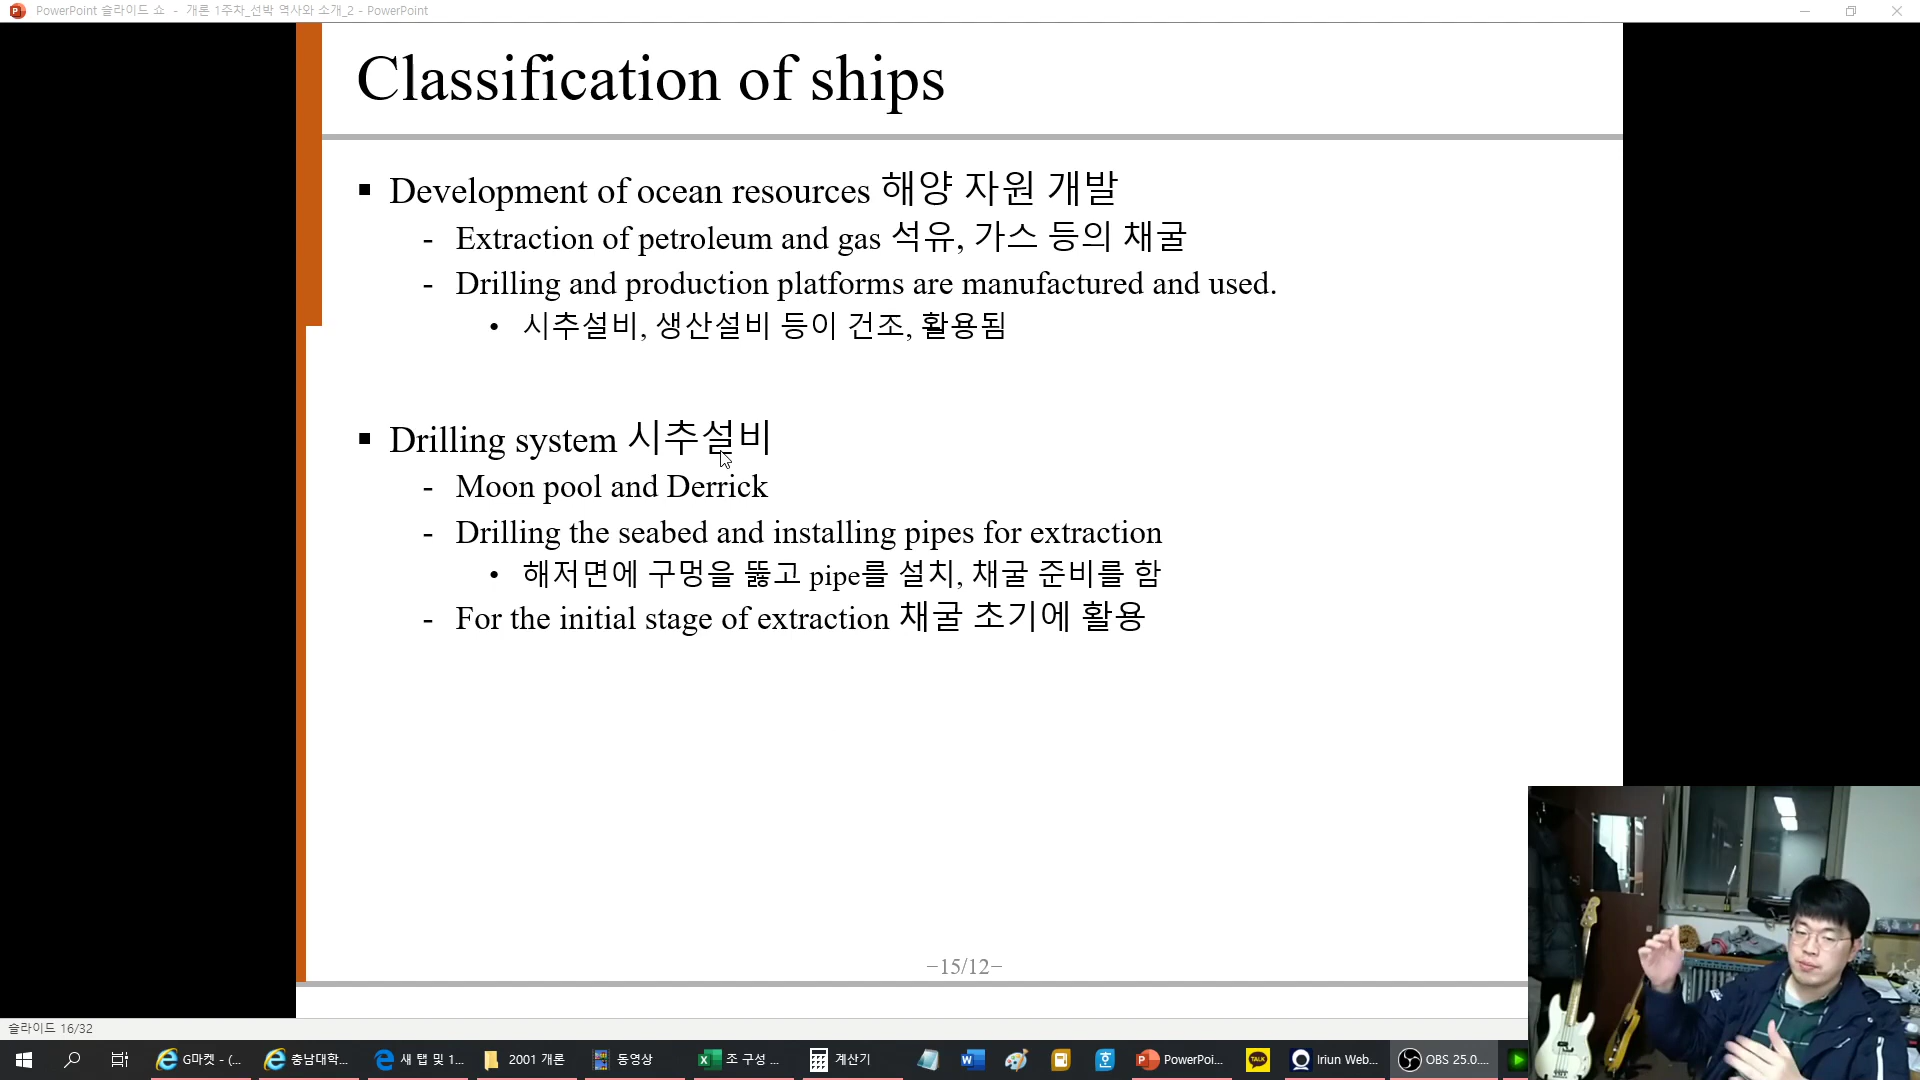 PowerPoint 슬라이드 쇼 - 개론 1주차_선박 역사와 소개_2 - PowerPoint
Classification of ships
▪ Development of ocean resources 해양 자원 개발
- Extraction of petroleum and gas 석유, 가스 등의 채굴
- Drilling and production platforms are manufactured and used.
• 시추설비, 생산설비 등이 건조, 활용됨
▪ Drilling system 시추설비
- Moon pool and Derrick
- Drilling the seabed and installing pipes for extraction
• 해저면에 구멍을 뚫고 pipe를 설치, 채굴 준비를 함
- For the initial stage of extraction 채굴 초기에 활용
−15/12−
슬라이드 16/32
G마켓 - (... 충남대학... 새 탭 및 1... 2001 개론 동영상 조 구성 ... 계산기 PowerPoi... TALK Iriun Web... OBS 25.0....